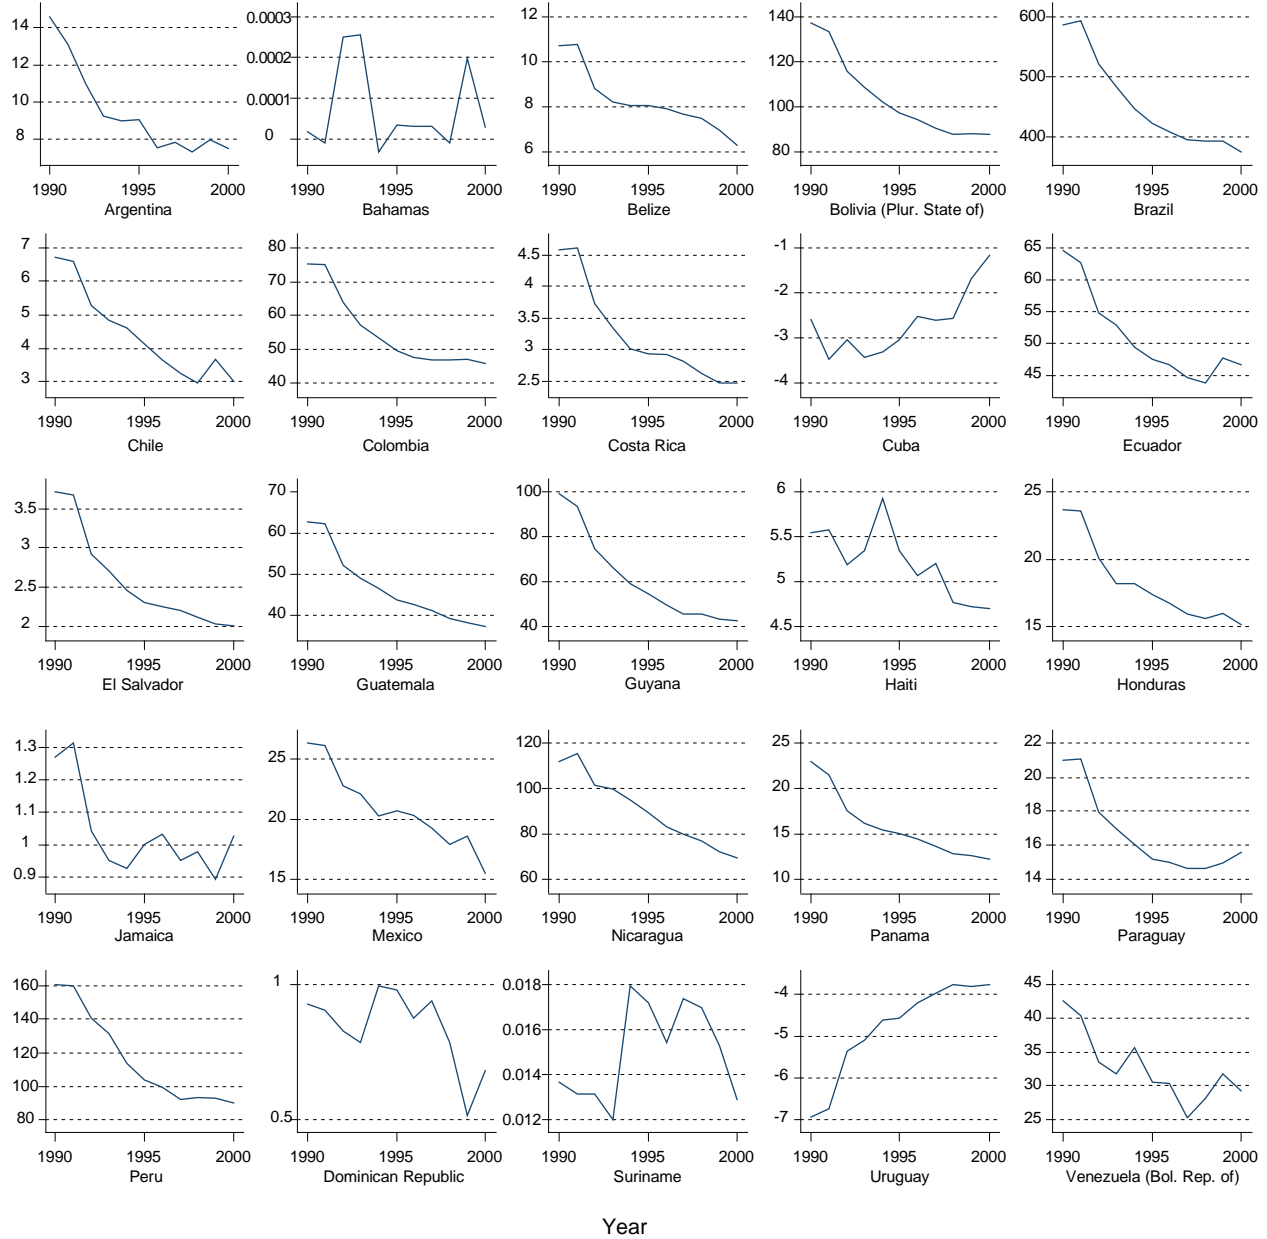 14
12
10
8
1990 1995 2000
Argentina
0.0003
0.0002
0.0001
0
1990 1995 2000
Bahamas
12
10
8
6
1990 1995 2000
Belize
140
120
100
80
1990 1995 2000
Bolivia (Plur. State of)
600
500
400
1990 1995 2000
Brazil
7
6
5
4
3
1990 1995 2000
Chile
80
70
60
50
40
1990 1995 2000
Colombia
4.5
4
3.5
3
2.5
1990 1995 2000
Costa Rica
-1
-2
-3
-4
1990 1995 2000
Cuba
65
60
55
50
45
1990 1995 2000
Ecuador
3.5
3
2.5
2
1990 1995 2000
El Salvador
70
60
50
40
1990 1995 2000
Guatemala
100
80
60
40
1990 1995 2000
Guyana
6
5.5
5
4.5
1990 1995 2000
Haiti
25
20
15
1990 1995 2000
Honduras
1.3
1.2
1.1
1
0.9
1990 1995 2000
Jamaica
25
20
15
1990 1995 2000
Mexico
120
100
80
60
1990 1995 2000
Nicaragua
25
20
15
10
1990 1995 2000
Panama
22
20
18
16
14
1990 1995 2000
Paraguay
160
140
120
100
80
1990 1995 2000
Peru
1
0.5
1990 1995 2000
Dominican Republic
0.018
0.016
0.014
0.012
1990 1995 2000
Suriname
-4
-5
-6
-7
1990 1995 2000
Uruguay
45
40
35
30
25
1990 1995 2000
Venezuela (Bol. Rep. of)
Year